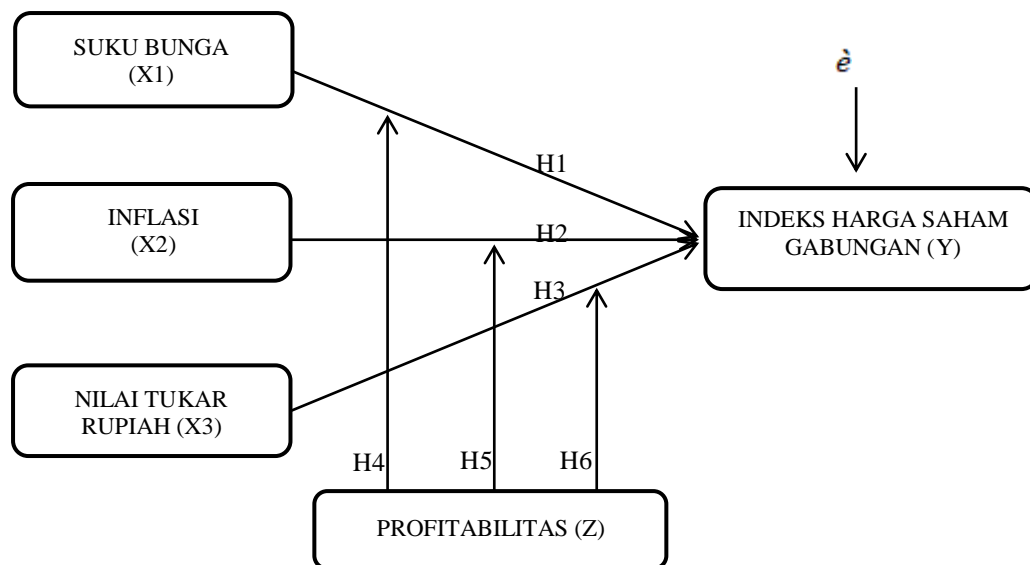 SUKU BUNGA
(X1)
è
H1
INFLASI
(X2)
H2
INDEKS HARGA SAHAM
GABUNGAN (Y)
H3
NILAI TUKAR
RUPIAH (X3)
H4
H5
H6
PROFITABILITAS (Z)